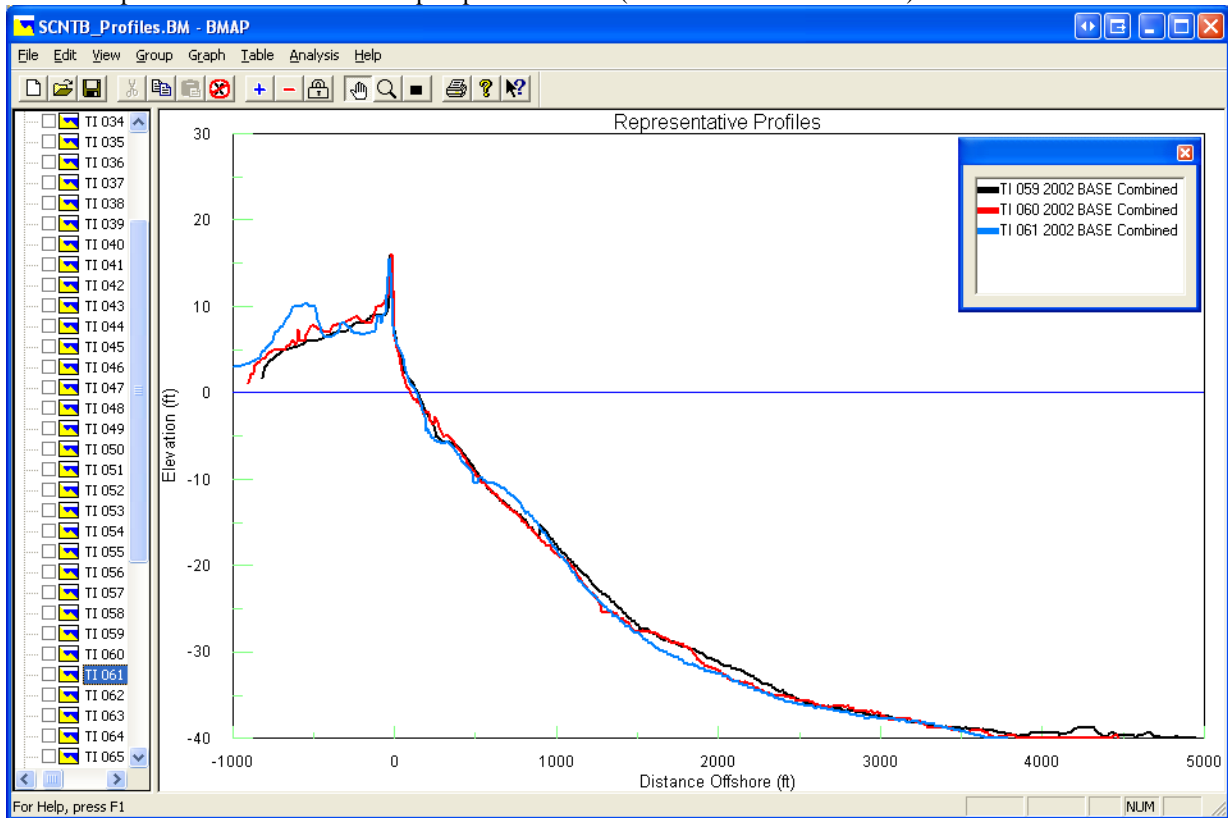 SCNTB_Profiles.BM - BMAP
File Edit View Group Graph Table Analysis Help
TI 034
TI 035
TI 036
TI 037
TI 038
TI 039
TI 040
TI 041
TI 042
TI 043
TI 044
TI 045
TI 046
TI 047
TI 048
TI 049
TI 050
TI 051
TI 052
TI 053
TI 054
TI 055
TI 056
TI 057
TI 058
TI 059
TI 060
TI 061
TI 062
TI 063
TI 064
TI 065
Representative Profiles
TI 059 2002 BASE Combined
TI 060 2002 BASE Combined
TI 061 2002 BASE Combined
30
20
10
0
-10
-20
-30
-40
Elevation (ft)
-1000 0 1000 2000 3000 4000 5000
Distance Offshore (ft)
For Help, press F1
NUM